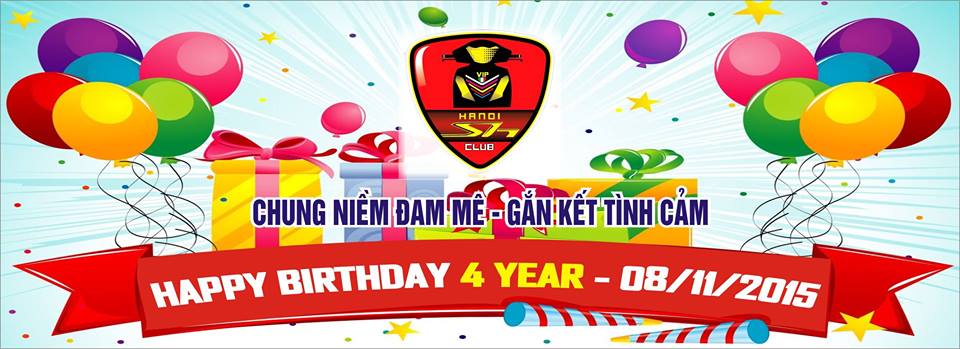 VIP
HANOI
Sh
CLUB
CHUNG NIỀM ĐAM MÊ - GẮN KẾT TÌNH CẢM
HAPPY BIRTHDAY 4 YEAR - 08/11/2015